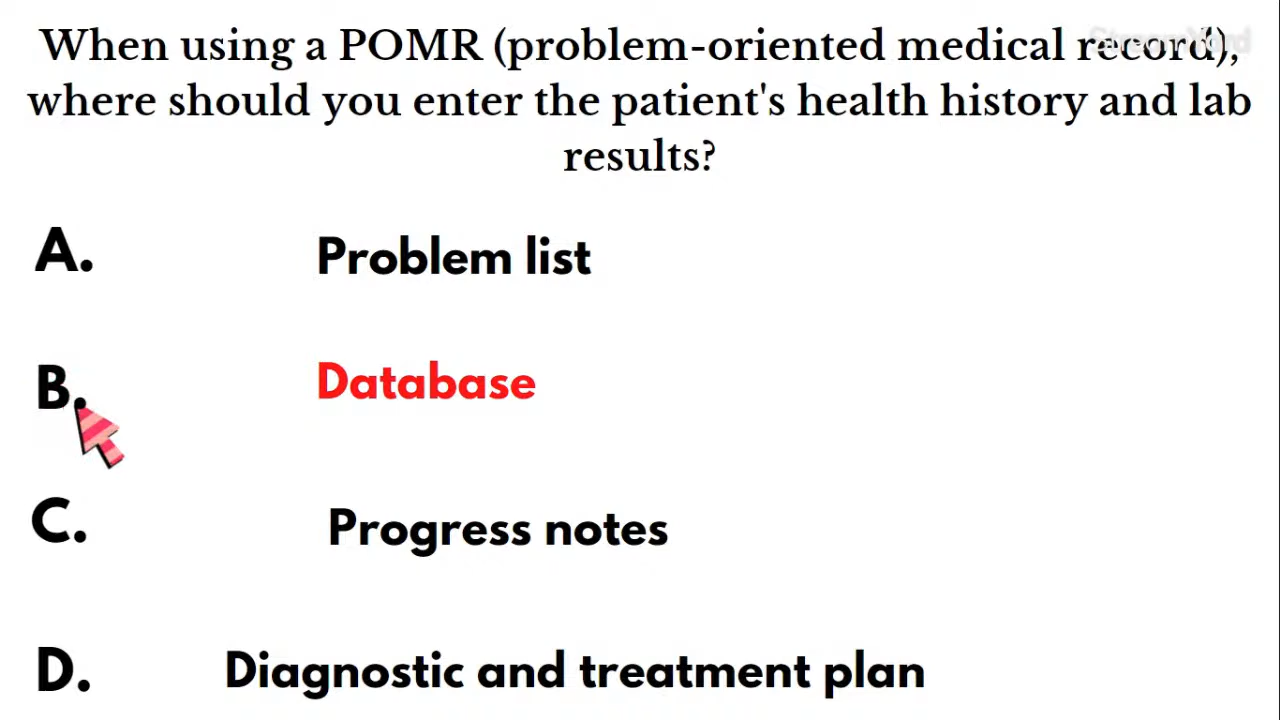 When using a POMR (problem-oriented medical record),
where should you enter the patient's health history and lab
results?
A. Problem list
B. Database
C. Progress notes
D. Diagnostic and treatment plan
StreamYard